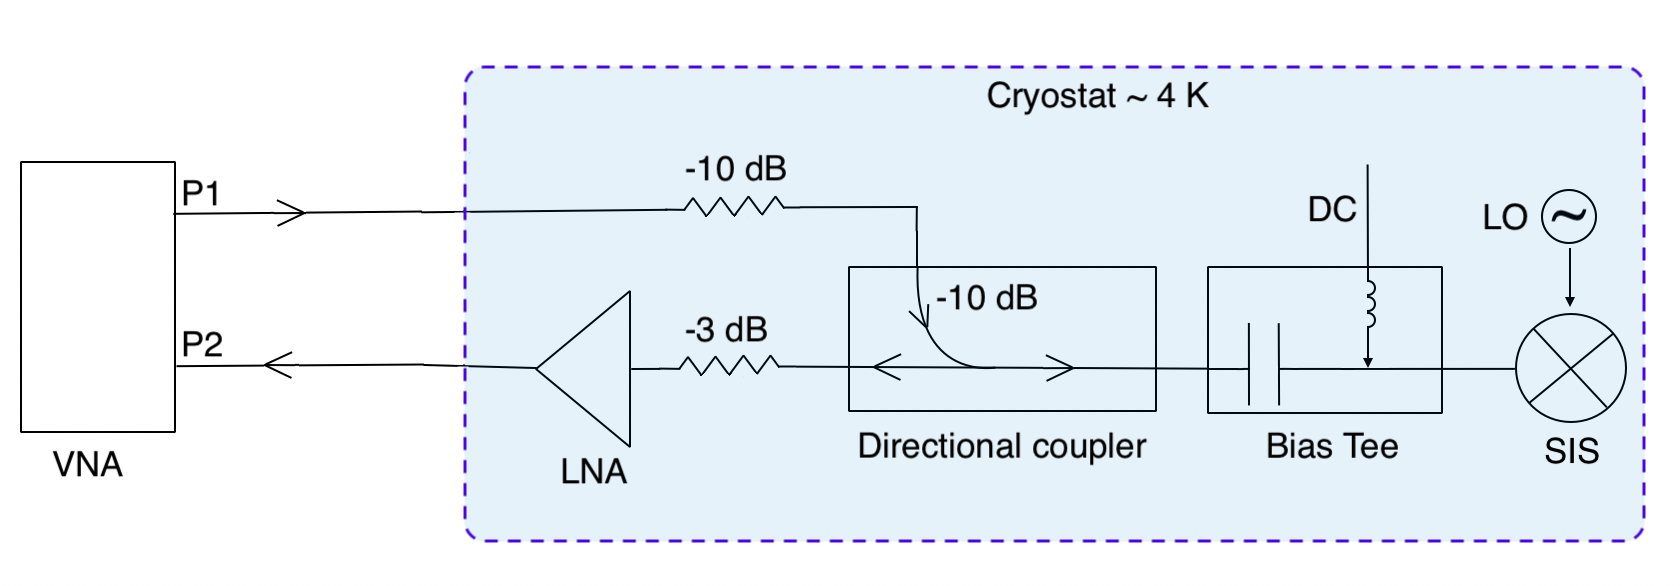 Cryostat ~ 4 K
-10 dB
P1
DC
LO
~
-10 dB
-3 dB
P2
Directional coupler
Bias Tee
SIS
VNA
LNA